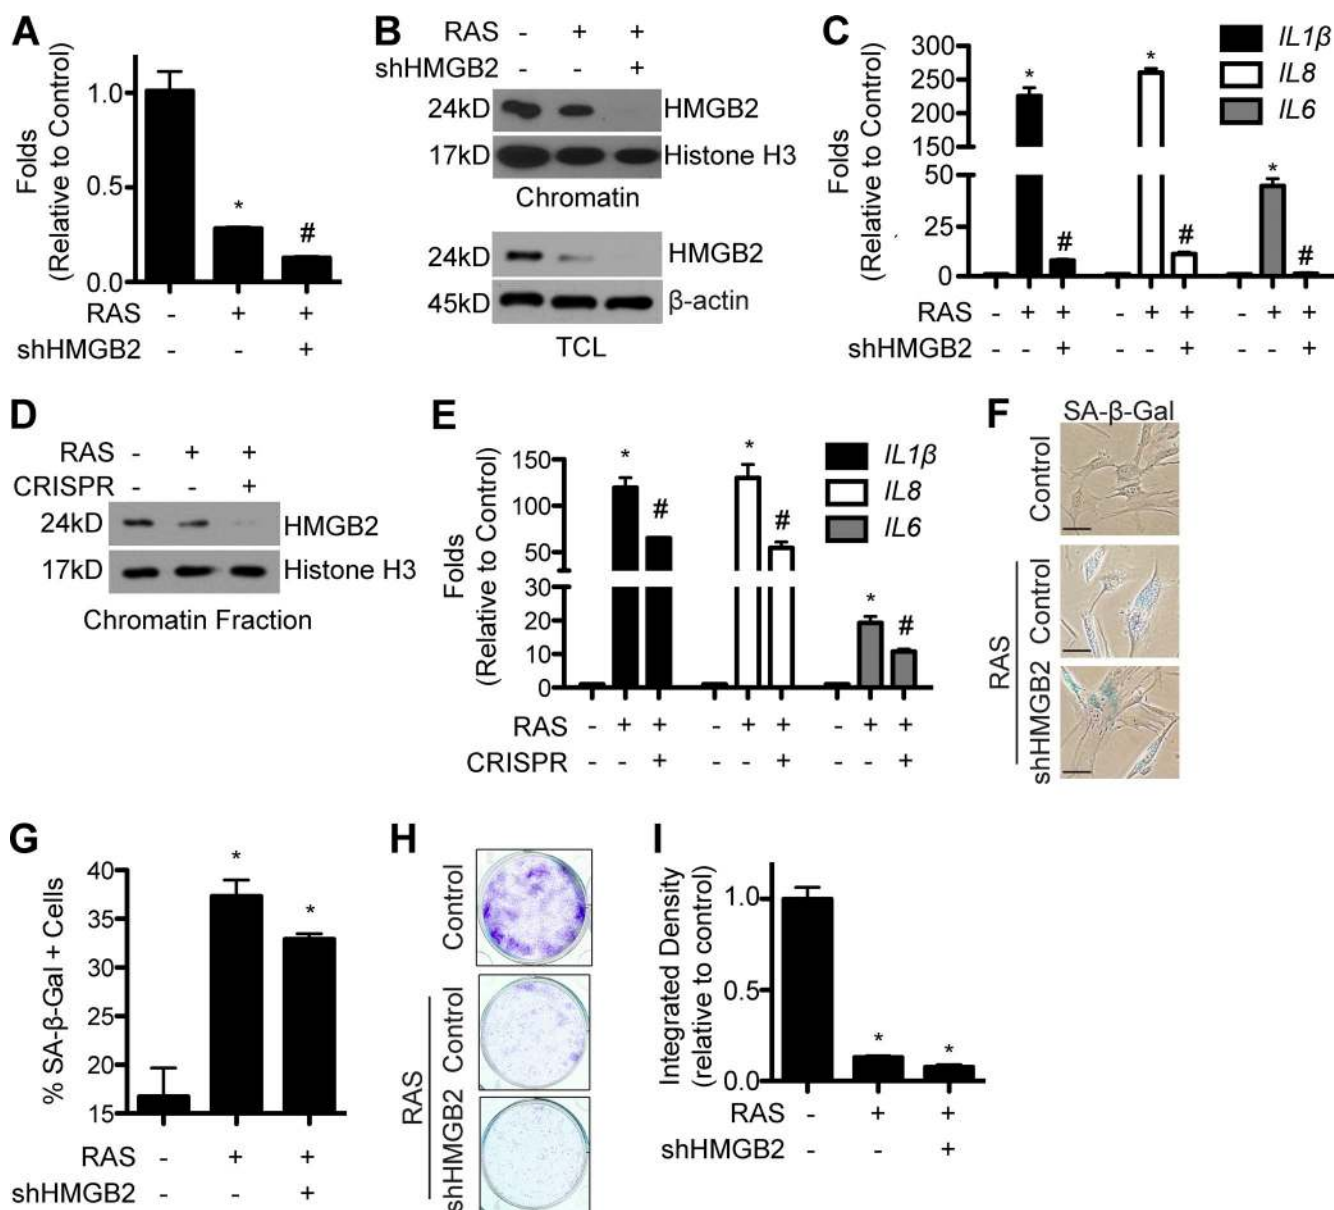 A
Folds
(Relative to Control)
1.0
0.5
0.0
*
#
RAS - + +
shHMGB2 - - +
B
RAS - + +
shHMGB2 - - +
24kD HMGB2
17kD Histone H3
Chromatin
24kD HMGB2
45kD β-actin
TCL
C
Folds
(Relative to Control)
300
250
200
150
50
25
0
* # * # * #
IL1β
IL8
IL6
RAS - + + - + + - + +
shHMGB2 - - + - - + - - +
D
RAS - + +
CRISPR - - +
24kD HMGB2
17kD Histone H3
Chromatin Fraction
E
Folds
(Relative to Control)
150
100
50
30
20
10
0
* # * # * #
IL1β
IL8
IL6
RAS - + + - + + - + +
CRISPR - - + - - + - - +
F
SA-β-Gal
Control
Control
shHMGB2
RAS
G
% SA-β-Gal + Cells
40
35
30
25
20
15
* *
RAS - + +
shHMGB2 - - +
H
Control
Control
shHMGB2
RAS
I
Integrated Density
(relative to control)
1.0
0.5
0.0
* *
RAS - + +
shHMGB2 - - +